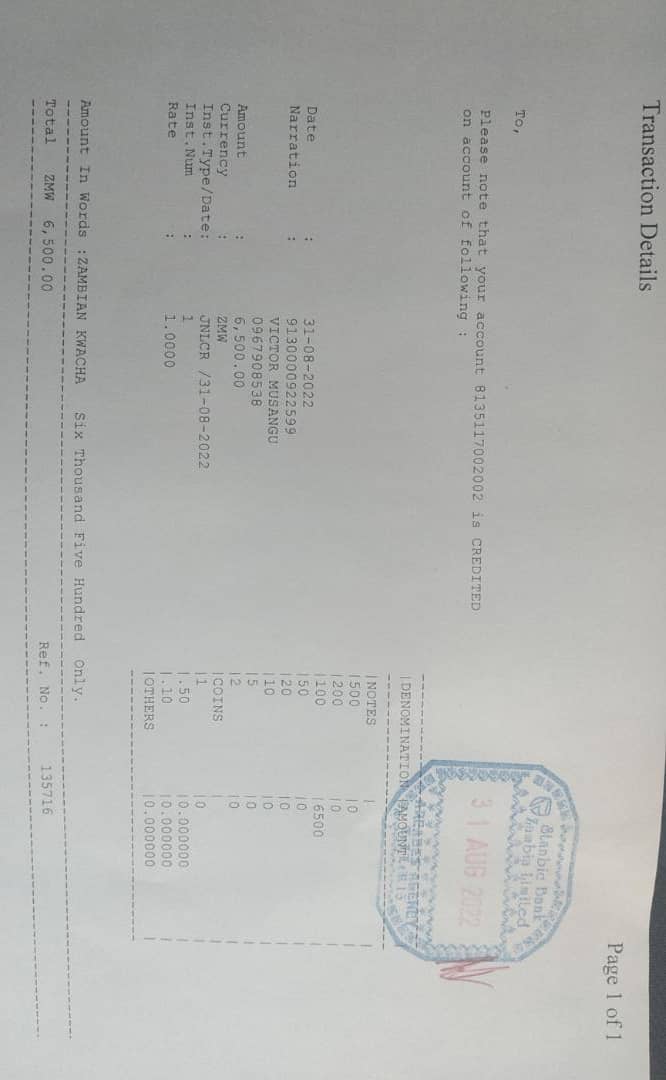 Transaction Details
Page 1 of 1
Stanbic Bank
Zambia Limited
31 AUG 2022
To,
Please note that your account 8135117002002 is CREDITED
on account of following :
|DENOMINATION |AMOUNT
|NOTES |
|500 |0
|200 |0
|100 |6500
|50 |0
|20 |0
|10 |0
|5 |0
|2 |0
|COINS
|1 |0
|.50 |0.000000
|.10 |0.000000
|OTHERS |0.000000
Date : 31-08-2022
Narration : 9130000922599
VICTOR MUSANGU
0967908538
Amount : 6,500.00
Currency : ZMW
Inst.Type/Date: JNLCR /31-08-2022
Inst.Num : 1
Rate : 1.0000
Amount In Words :ZAMBIAN KWACHA Six Thousand Five Hundred Only.
Total ZMW 6,500.00 Ref. No. : 135716